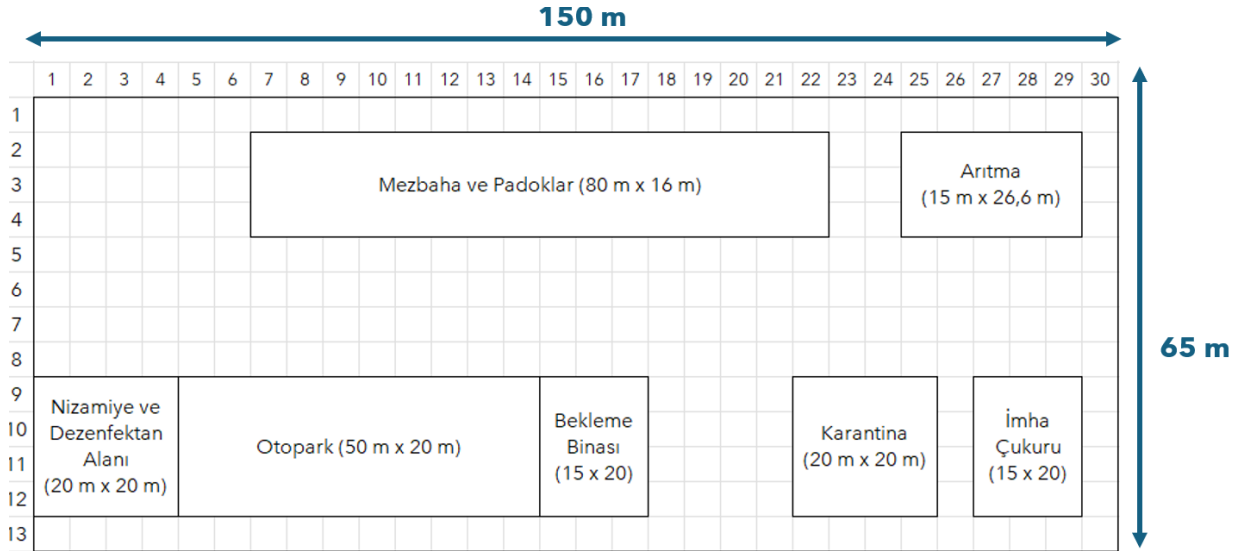 150 m
1 2 3 4 5 6 7 8 9 10 11 12 13 14 15 16 17 18 19 20 21 22 23 24 25 26 27 28 29 30
1
2
3
4
5
6
7
8
9
10
11
12
13
Mezbaha ve Padoklar (80 m x 16 m)
Arıtma
(15 m x 26,6 m)
65 m
Nizamiye ve
Dezenfektan
Alanı
(20 m x 20 m)
Otopark (50 m x 20 m)
Bekleme
Binası
(15 x 20)
Karantina
(20 m x 20 m)
İmha
Çukuru
(15 x 20)